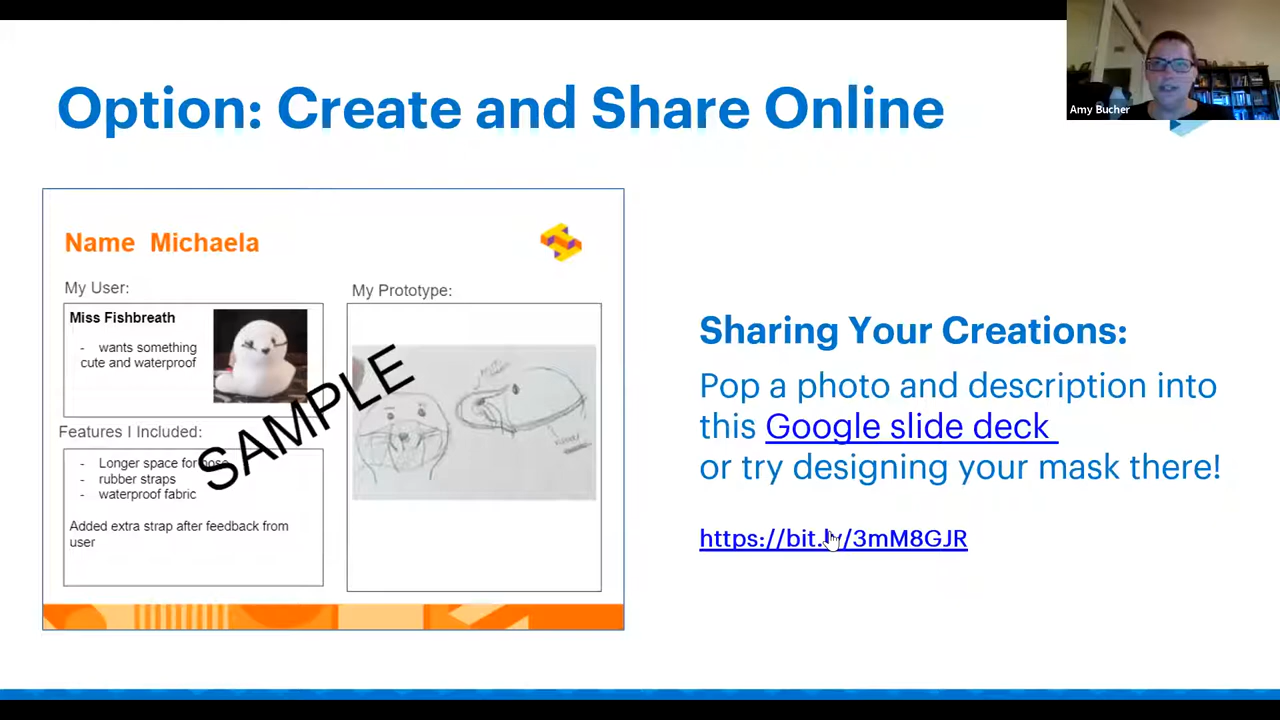 Option: Create and Share Online
Amy Bucher
Name Michaela
My User:
Miss Fishbreath
- wants something
cute and waterproof
Features I Included:
- Longer space for nose
- rubber straps
- waterproof fabric
Added extra strap after feedback from
user
My Prototype:
SAMPLE
Sharing Your Creations:
Pop a photo and description into
this Google slide deck
or try designing your mask there!
https://bit.ly/3mM8GJR